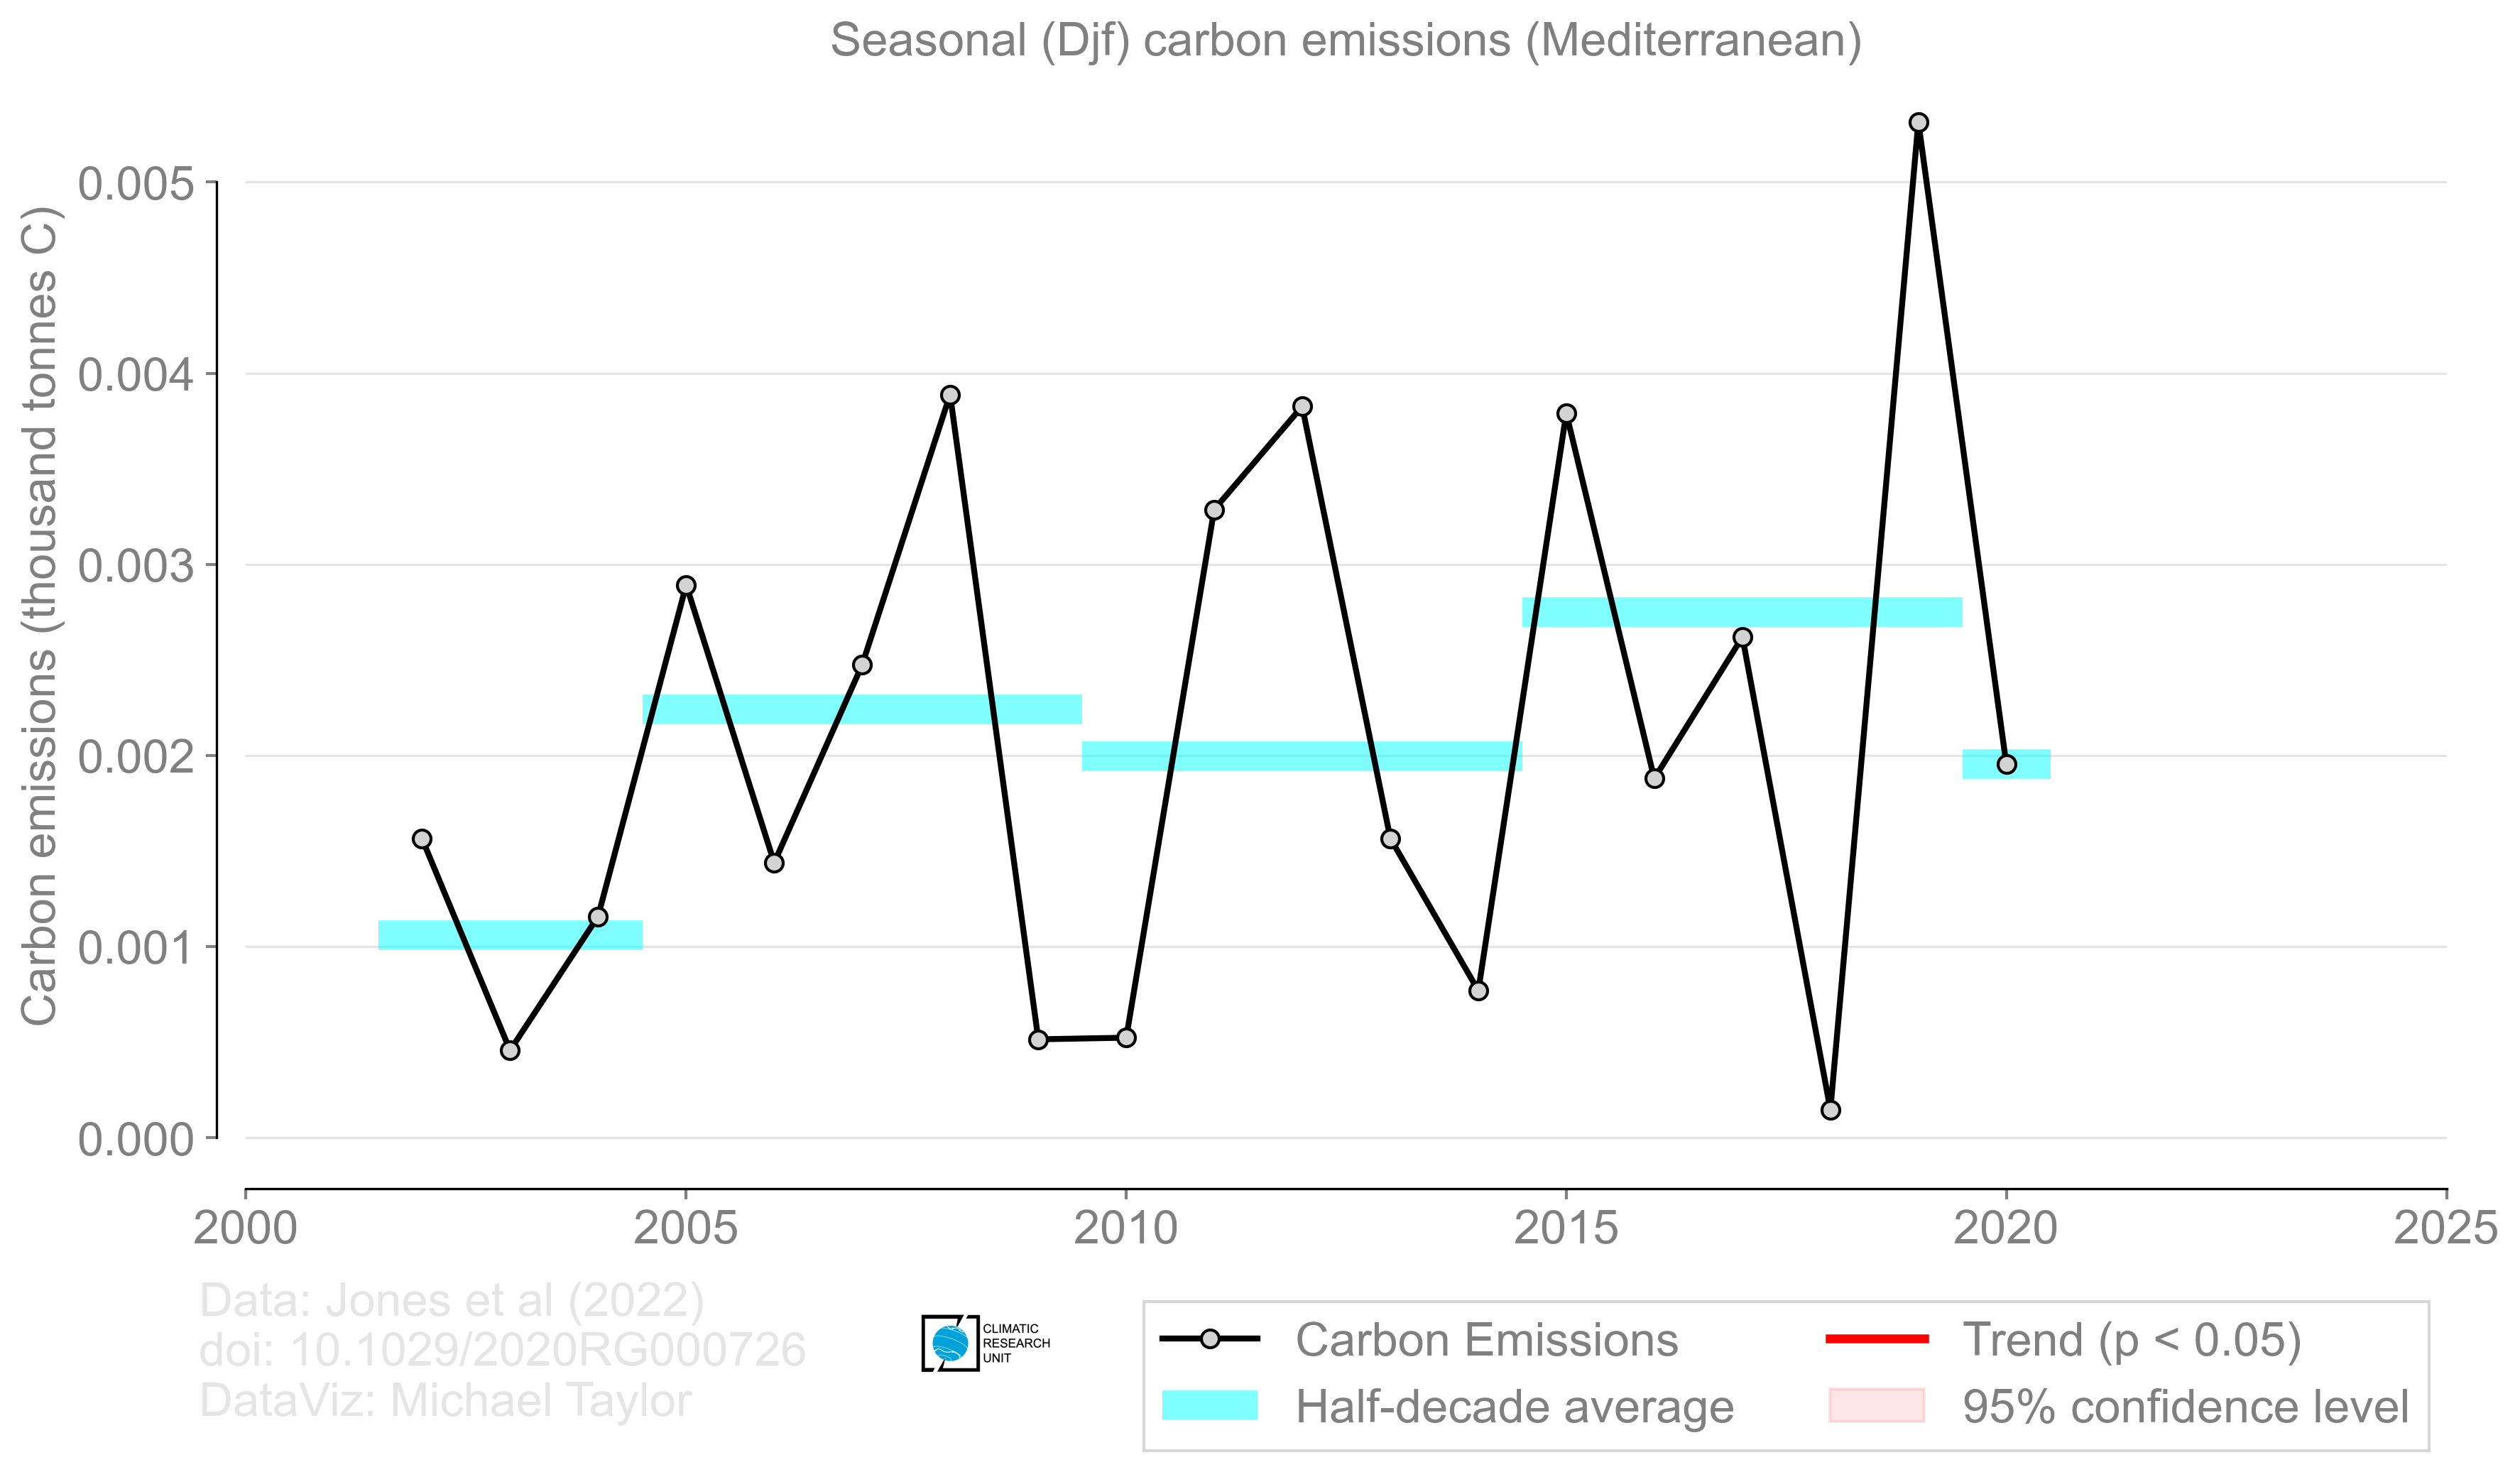 Seasonal (Djf) carbon emissions (Mediterranean)
Carbon emissions (thousand tonnes C)
0.005
0.004
0.003
0.002
0.001
0.000
2000 2005 2010 2015 2020 2025
Data: Jones et al (2022)
doi: 10.1029/2020RG000726
DataViz: Michael Taylor
CLIMATIC
RESEARCH
UNIT
Carbon Emissions
Half-decade average
Trend (p < 0.05)
95% confidence level